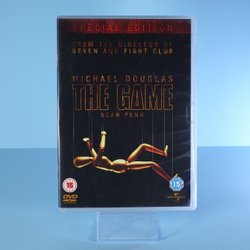 SPECIAL EDITION
FROM THE DIRECTOR OF
SEVEN AND FIGHT CLUB
MICHAEL DOUGLAS
THE GAME
SEAN PENN
15
15
DVD
UNIVERSAL